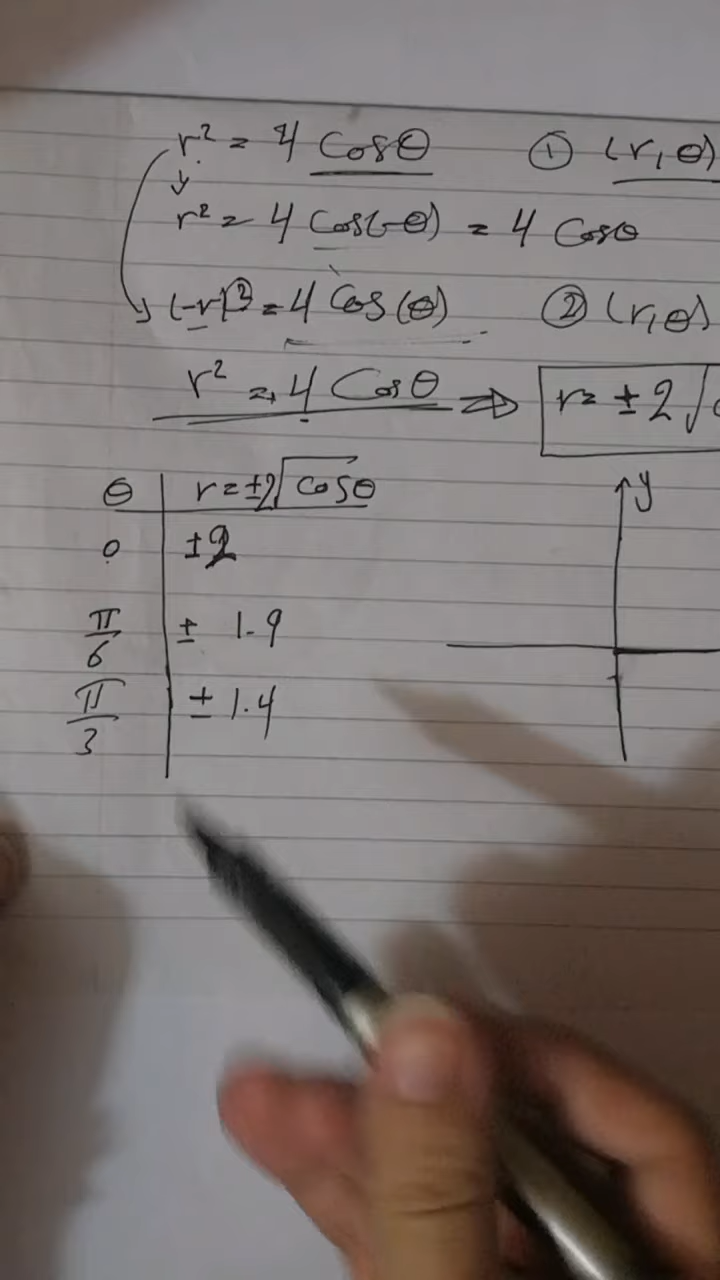 r² = 4 Cosθ ① (r, θ)
↓
r² = 4 Cos(-θ) = 4 Cosθ
(-r)² = 4 Cos(θ) ② (r, θ)
r² = 4 Cosθ ⇒ r = ±2√
θ r = ±2√cosθ y
0 ±2
π/6 ± 1.9
π/3 ± 1.4